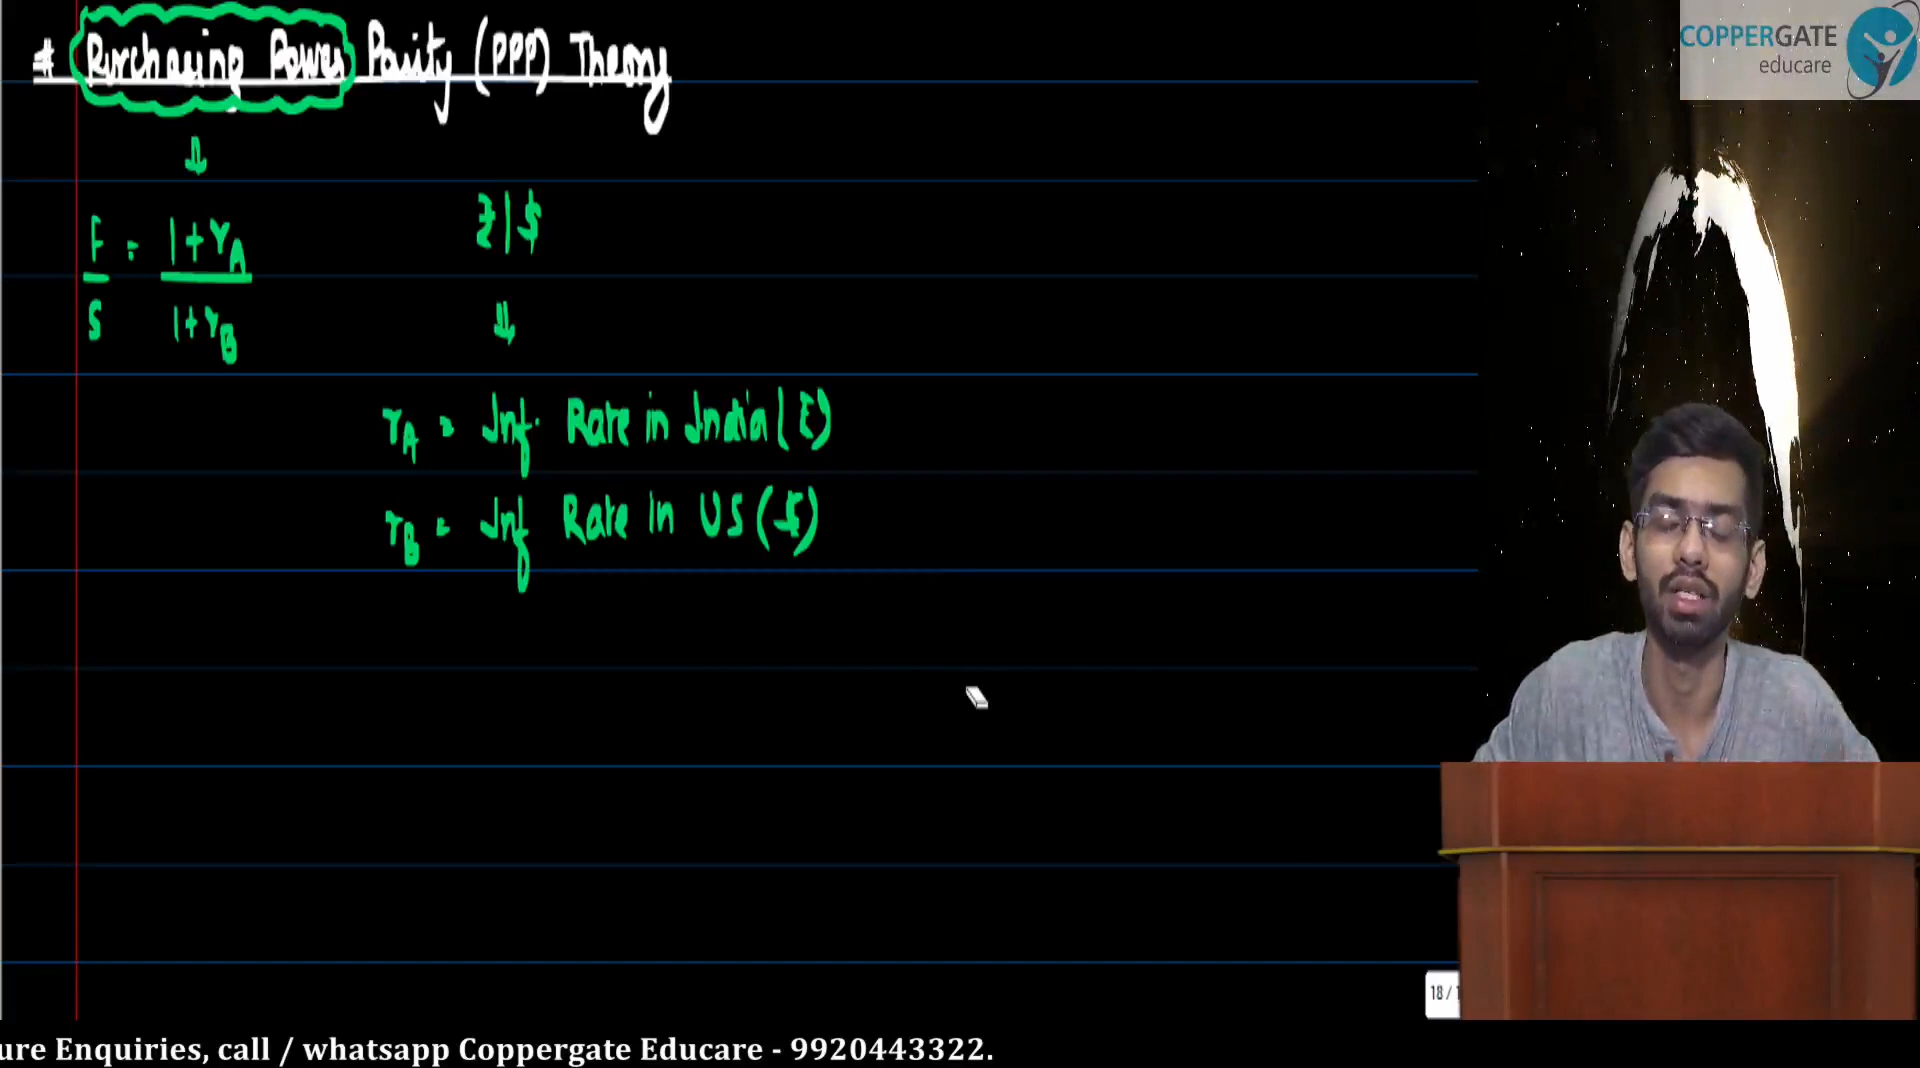 # Purchasing Power Parity (PPP) Theory
↓
F/S = 1+rA / 1+rB
₹|$
↓
rA = Inf. Rate in India (₹)
rB = Inf Rate in US ($)
COPPERGATE
educare
18 / 1
ure Enquiries, call / whatsapp Coppergate Educare - 9920443322.